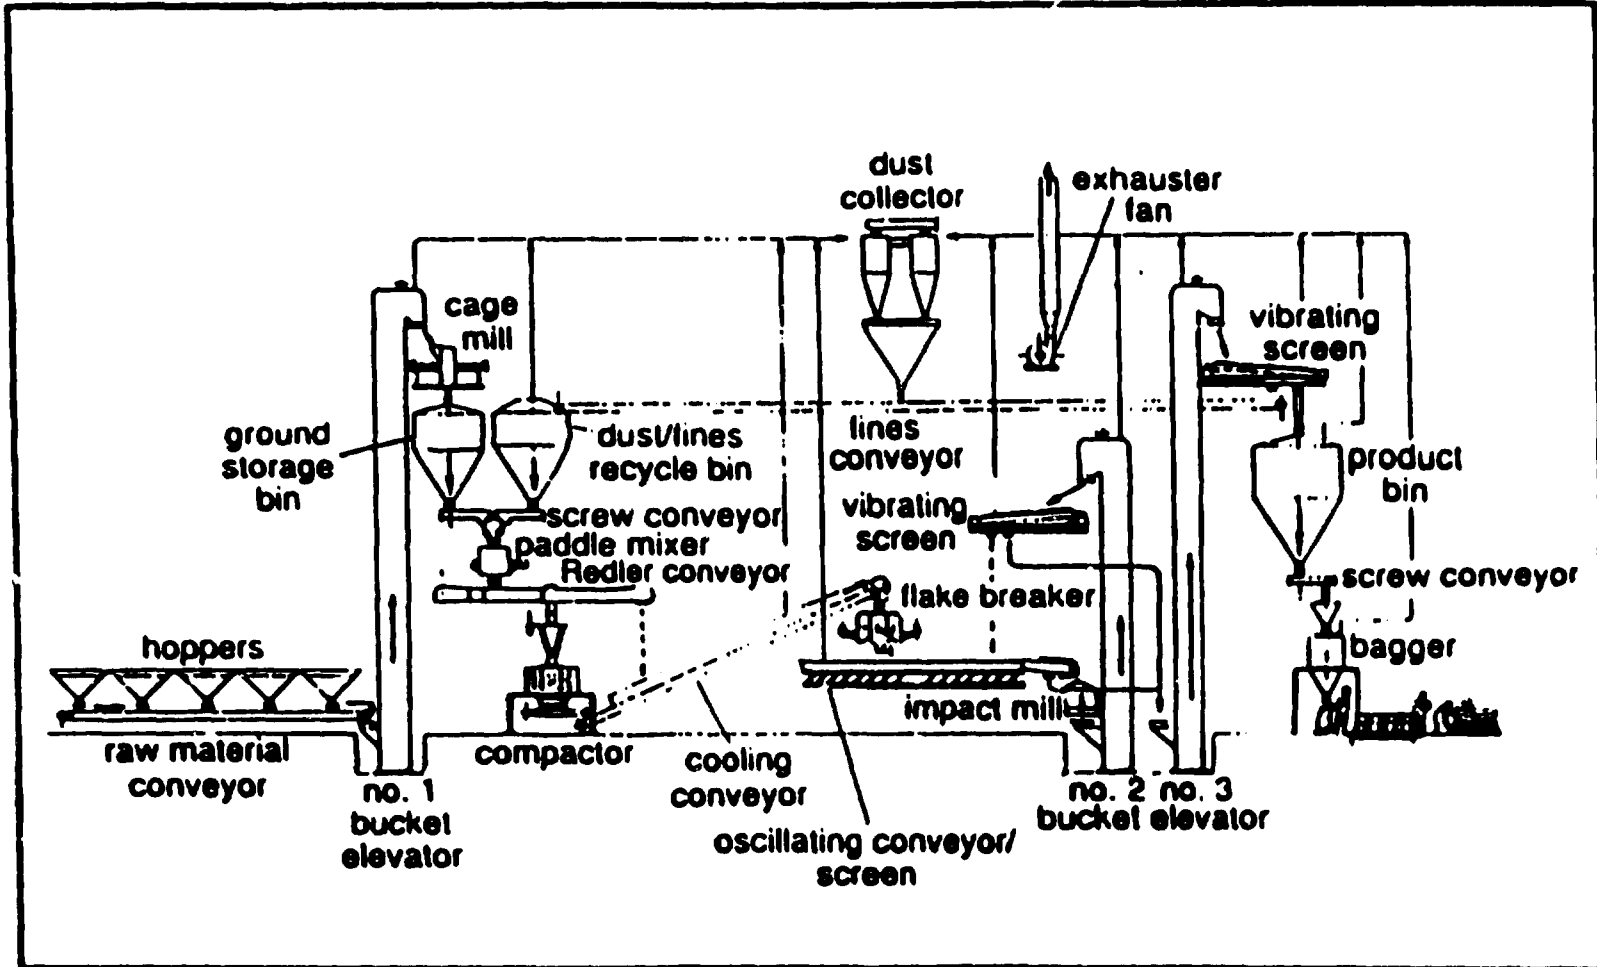 dust
collector
exhauster
fan
cage
mill
vibrating
screen
ground
storage
bin
dust/fines
recycle bin
fines
conveyor
product
bin
vibrating
screen
screw conveyor
paddle mixer
Redler conveyor
screw conveyor
flake breaker
hoppers
bagger
impact mill
raw material
conveyor
compactor
cooling
conveyor
no. 1
bucket
elevator
no. 2 no. 3
bucket elevator
oscillating conveyor/
screen